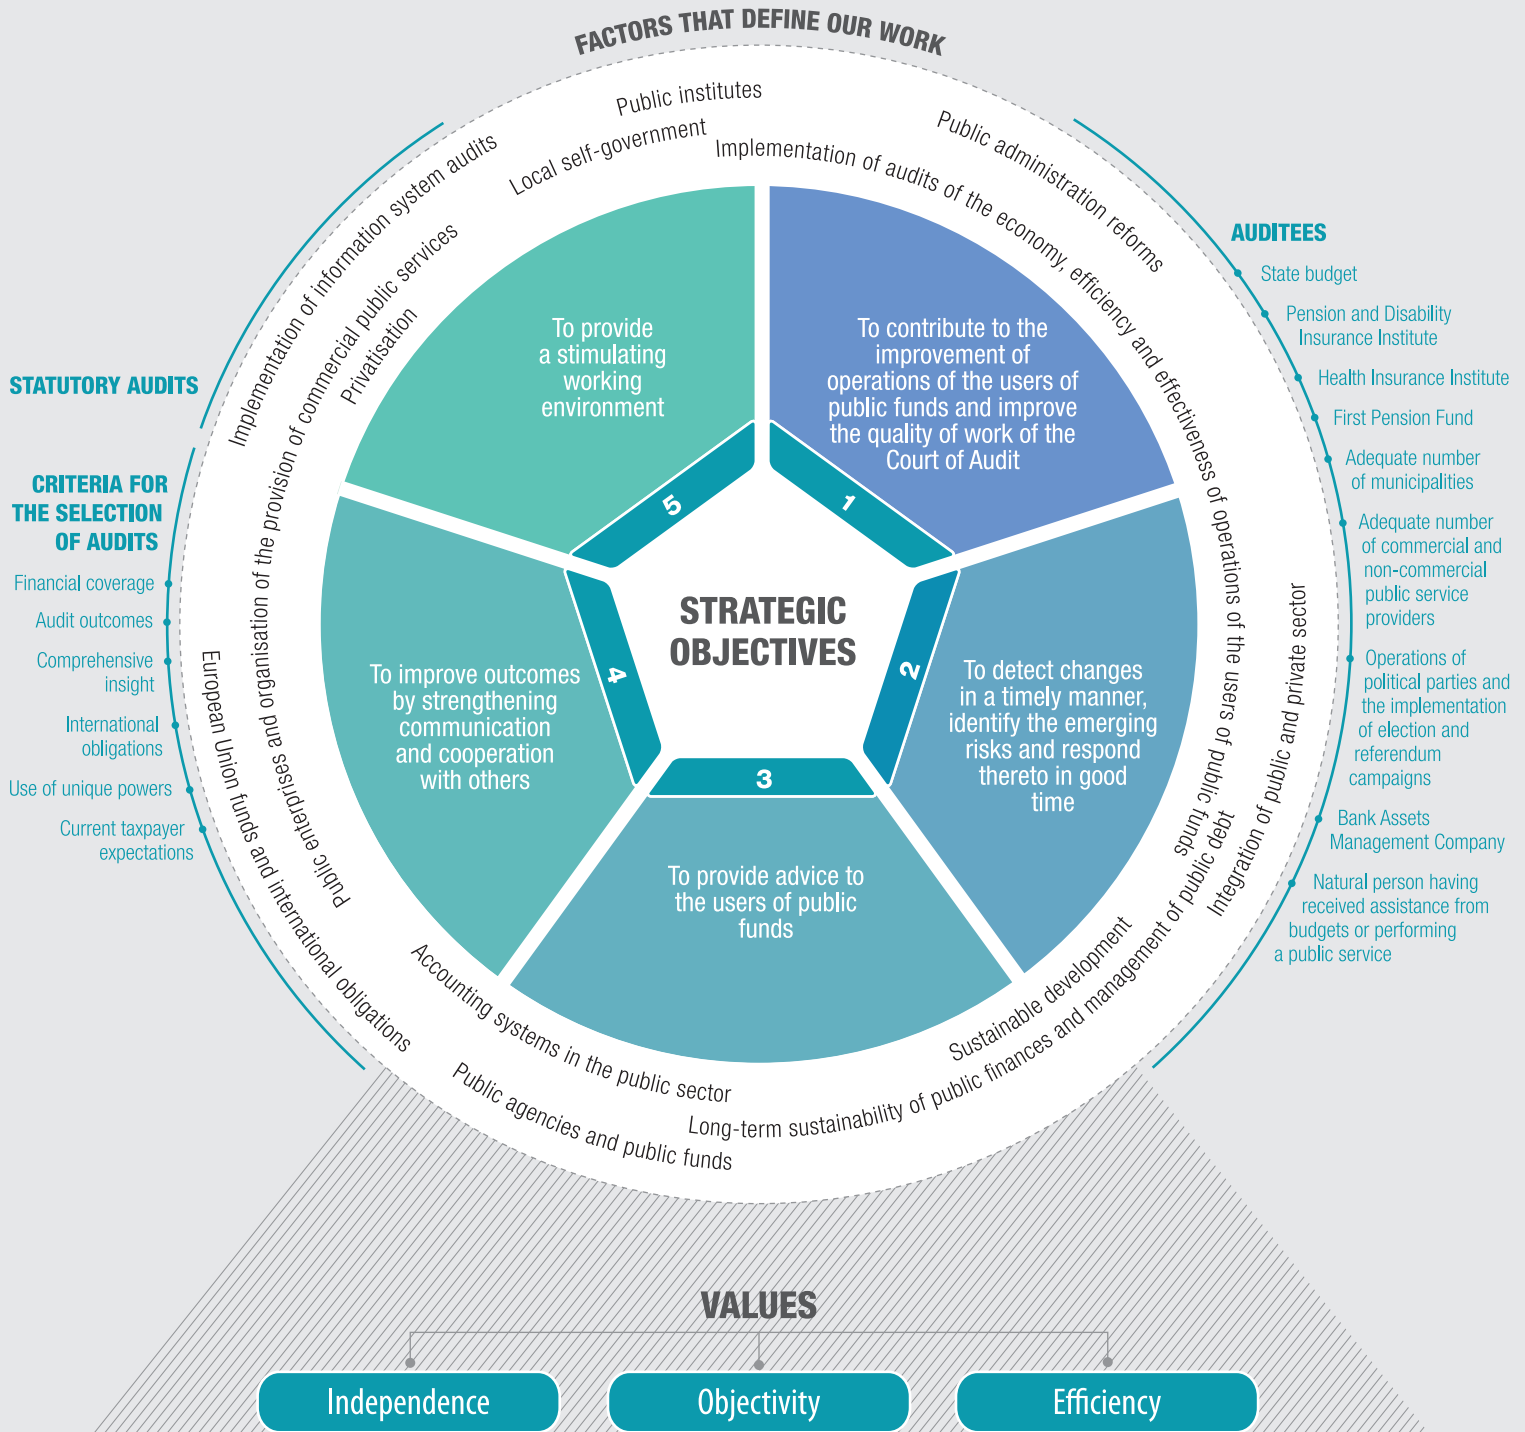 FACTORS THAT DEFINE OUR WORK
Public institutes
Local self-government
Public administration reforms
Implementation of audits of the economy, efficiency and effectiveness of operations of the users of public funds
Implementation of information system audits
Public enterprises and organisation of the provision of commercial public services
Privatisation
Integration of public and private sector
Sustainable development
Long-term sustainability of public finances and management of public debt
European Union funds and international obligations
Accounting systems in the public sector
Public agencies and public funds
STATUTORY AUDITS
CRITERIA FOR
THE SELECTION
OF AUDITS
Financial coverage
Audit outcomes
Comprehensive
insight
International
obligations
Use of unique powers
Current taxpayer
expectations
AUDITEES
State budget
Pension and Disability
Insurance Institute
Health Insurance Institute
First Pension Fund
Adequate number
of municipalities
Adequate number
of commercial and
non-commercial
public service
providers
Operations of
political parties and
the implementation
of election and
referendum
campaigns
Bank Assets
Management Company
Natural person having
received assistance from
budgets or performing
a public service
STRATEGIC
OBJECTIVES
1
To contribute to the
improvement of
operations of the users of
public funds and improve
the quality of work of the
Court of Audit
2
To detect changes
in a timely manner,
identify the emerging
risks and respond
thereto in good
time
3
To provide advice to
the users of public
funds
4
To improve outcomes
by strengthening
communication
and cooperation
with others
5
To provide
a stimulating
working
environment
VALUES
Independence
Objectivity
Efficiency